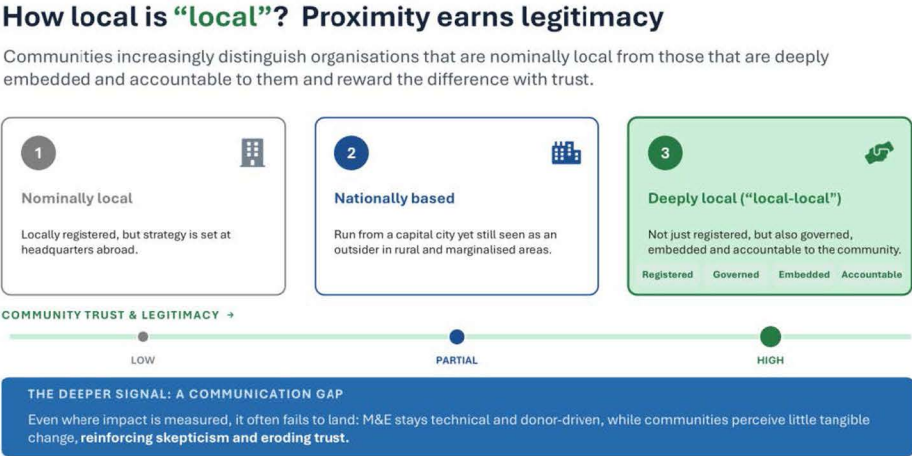 How local is “local”? Proximity earns legitimacy
Communities increasingly distinguish organisations that are nominally local from those that are deeply
embedded and accountable to them and reward the difference with trust.
1
Nominally local
Locally registered, but strategy is set at
headquarters abroad.
2
Nationally based
Run from a capital city yet still seen as an
outsider in rural and marginalised areas.
3
Deeply local (“local-local”)
Not just registered, but also governed,
embedded and accountable to the community.
Registered Governed Embedded Accountable
COMMUNITY TRUST & LEGITIMACY →
LOW PARTIAL HIGH
THE DEEPER SIGNAL: A COMMUNICATION GAP
Even where impact is measured, it often fails to land: M&E stays technical and donor-driven, while communities perceive little tangible
change, reinforcing skepticism and eroding trust.